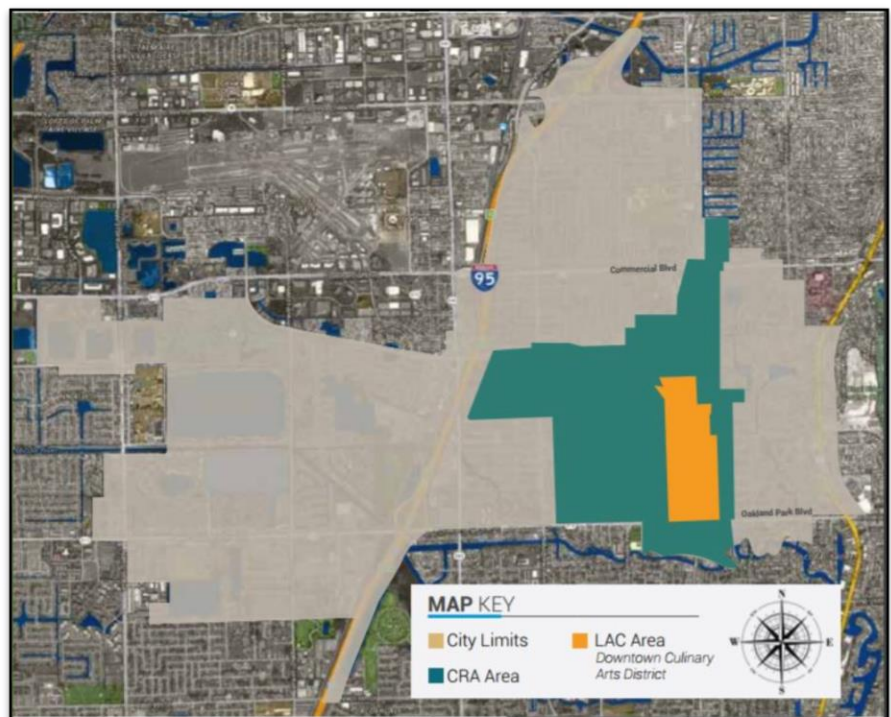 Commercial Blvd
95
Oakland Park Blvd
MAP KEY
City Limits
LAC Area
Downtown Culinary
Arts District
CRA Area
N
W
E
S